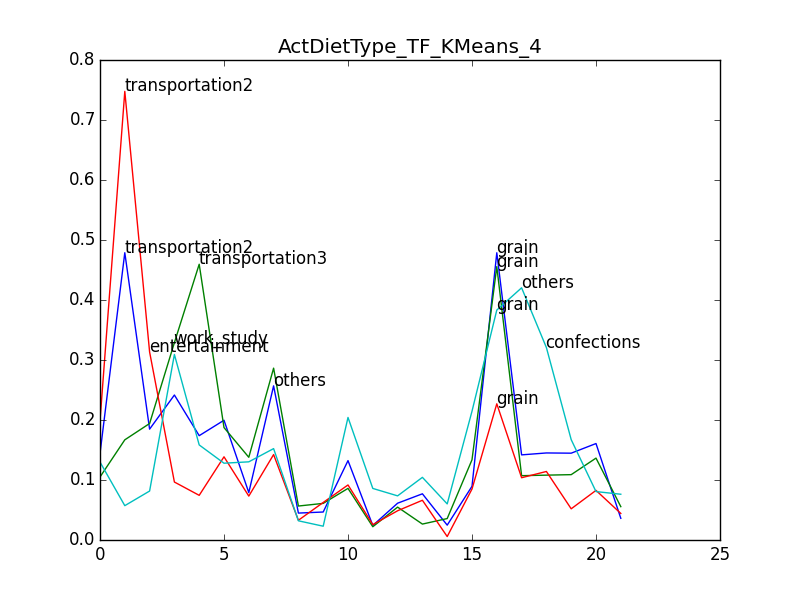 ActDietType_TF_KMeans_4
0.8
transportation2
0.7
0.6
0.5
transportation2
grain
transportation3
grain
others
0.4
grain
work_study
entertainment
confections
0.3
others
grain
0.2
0.1
0.0
0 5 10 15 20 25